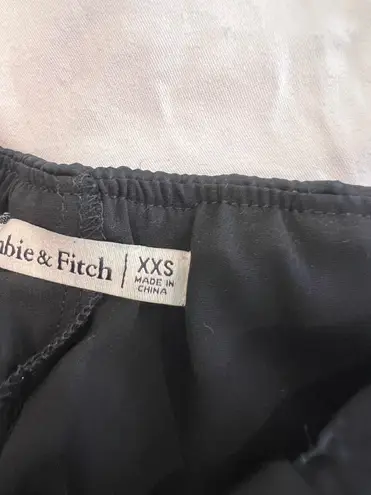 bie & Fitch | XXS
MADE IN
CHINA